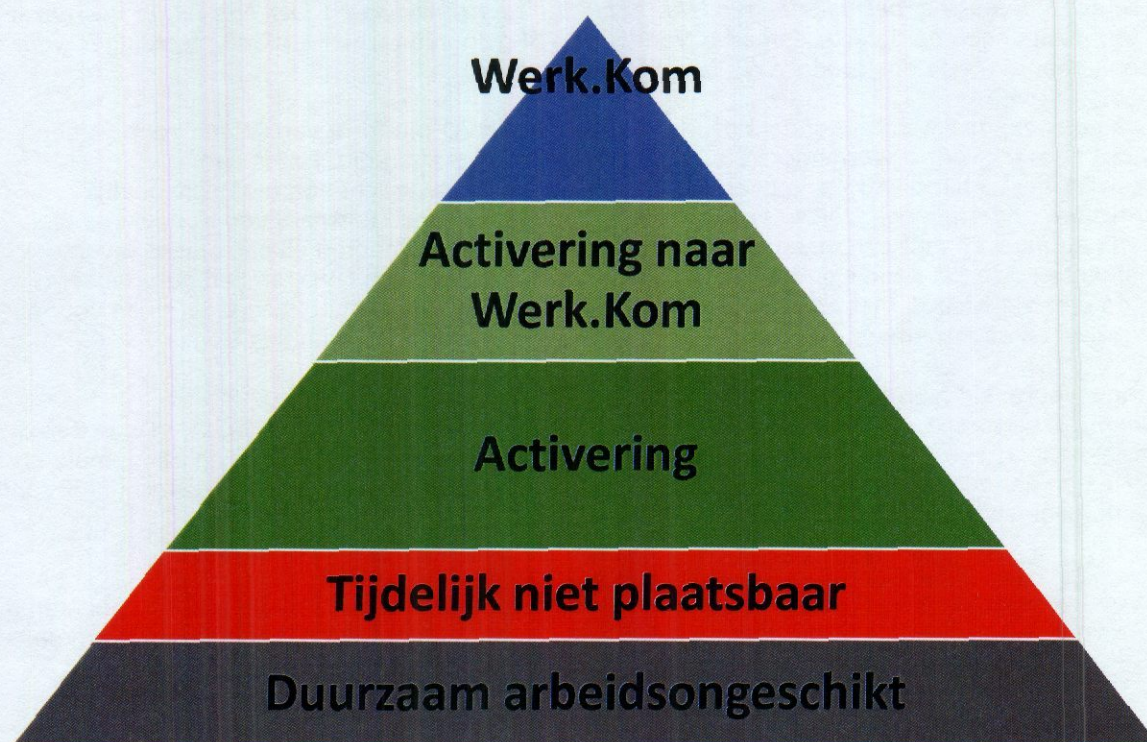 Werk.Kom
Activering naar
Werk.Kom
Activering
Tijdelijk niet plaatsbaar
Duurzaam arbeidsongeschikt